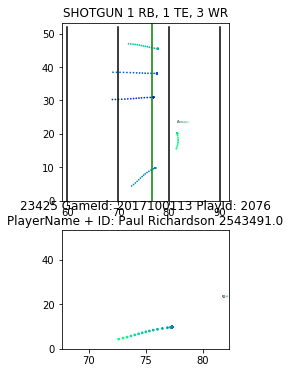 SHOTGUN 1 RB, 1 TE, 3 WR
50
40
30
20
10
0
60 70 80 90
23425 GameId: 2017100113 PlayId: 2076
PlayerName + ID: Paul Richardson 2543491.0
40
20
0
70 75 80